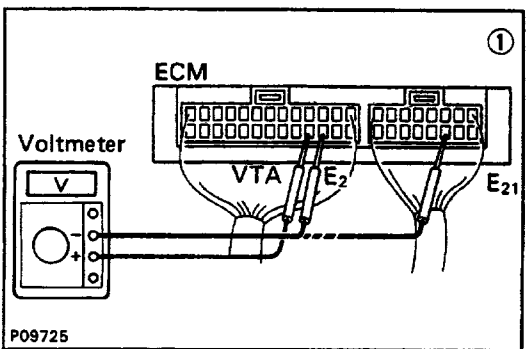 ①
ECM
Voltmeter
V
VTA E₂ E₂₁
−
+
P09725